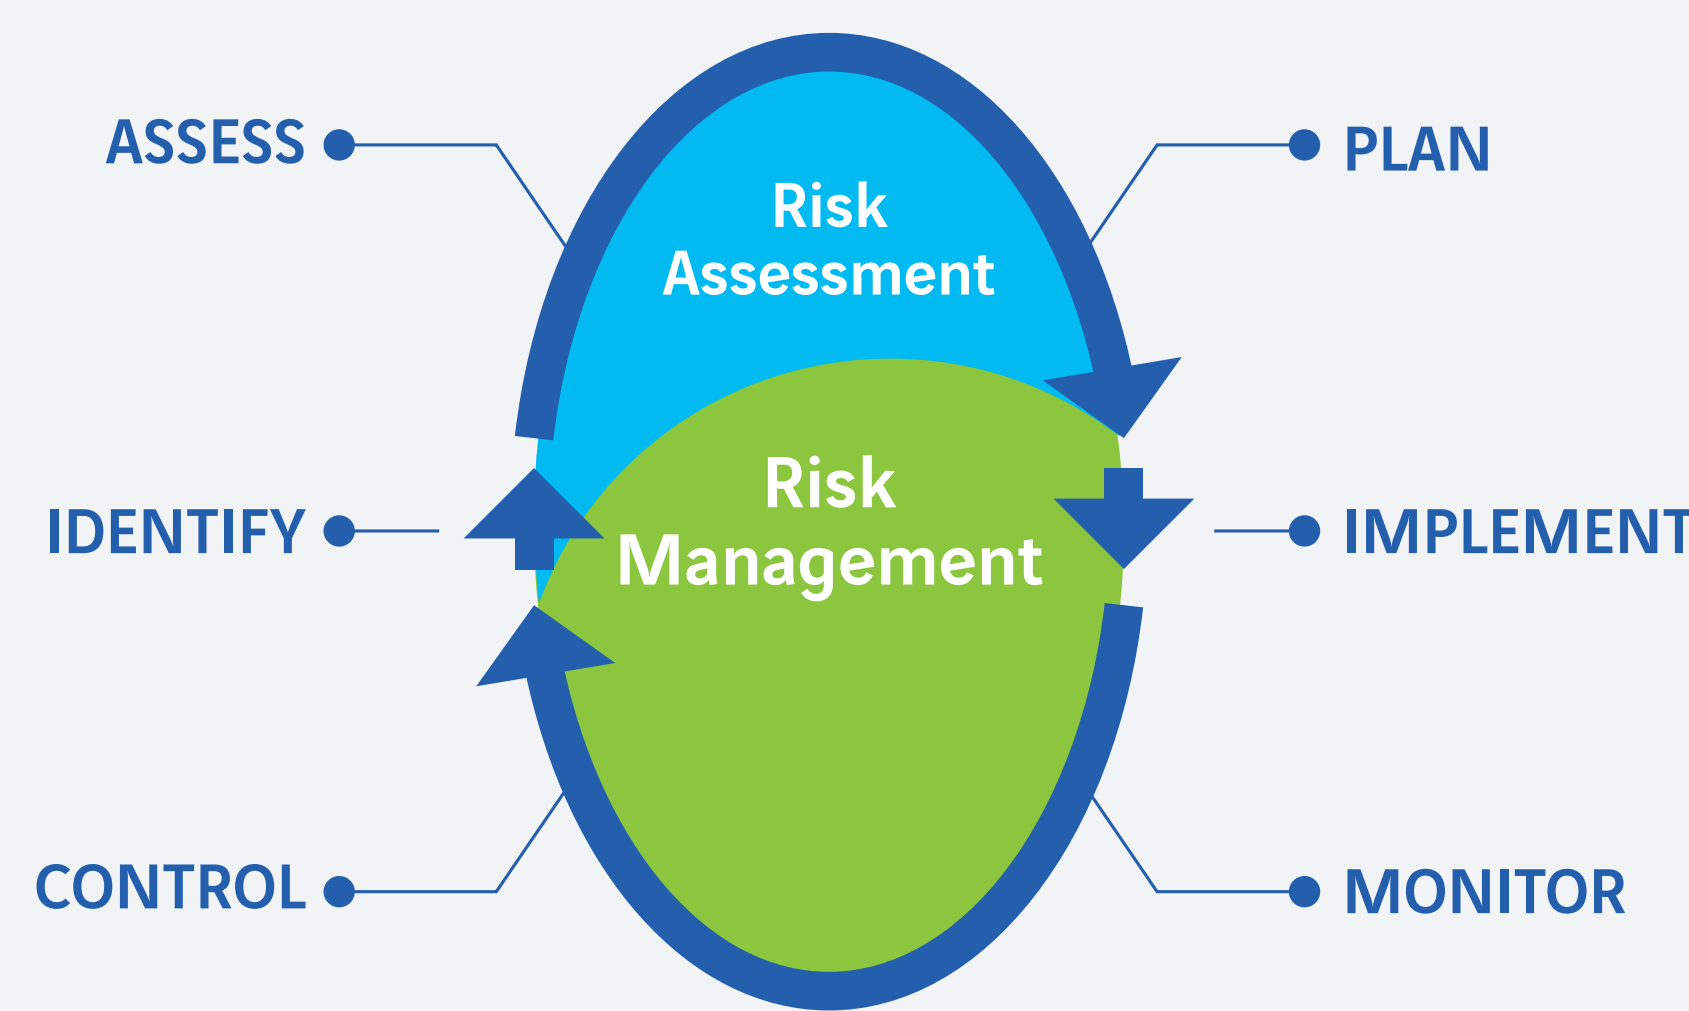 ASSESS
PLAN
Risk
Assessment
IDENTIFY
Risk
Management
IMPLEMENT
CONTROL
MONITOR